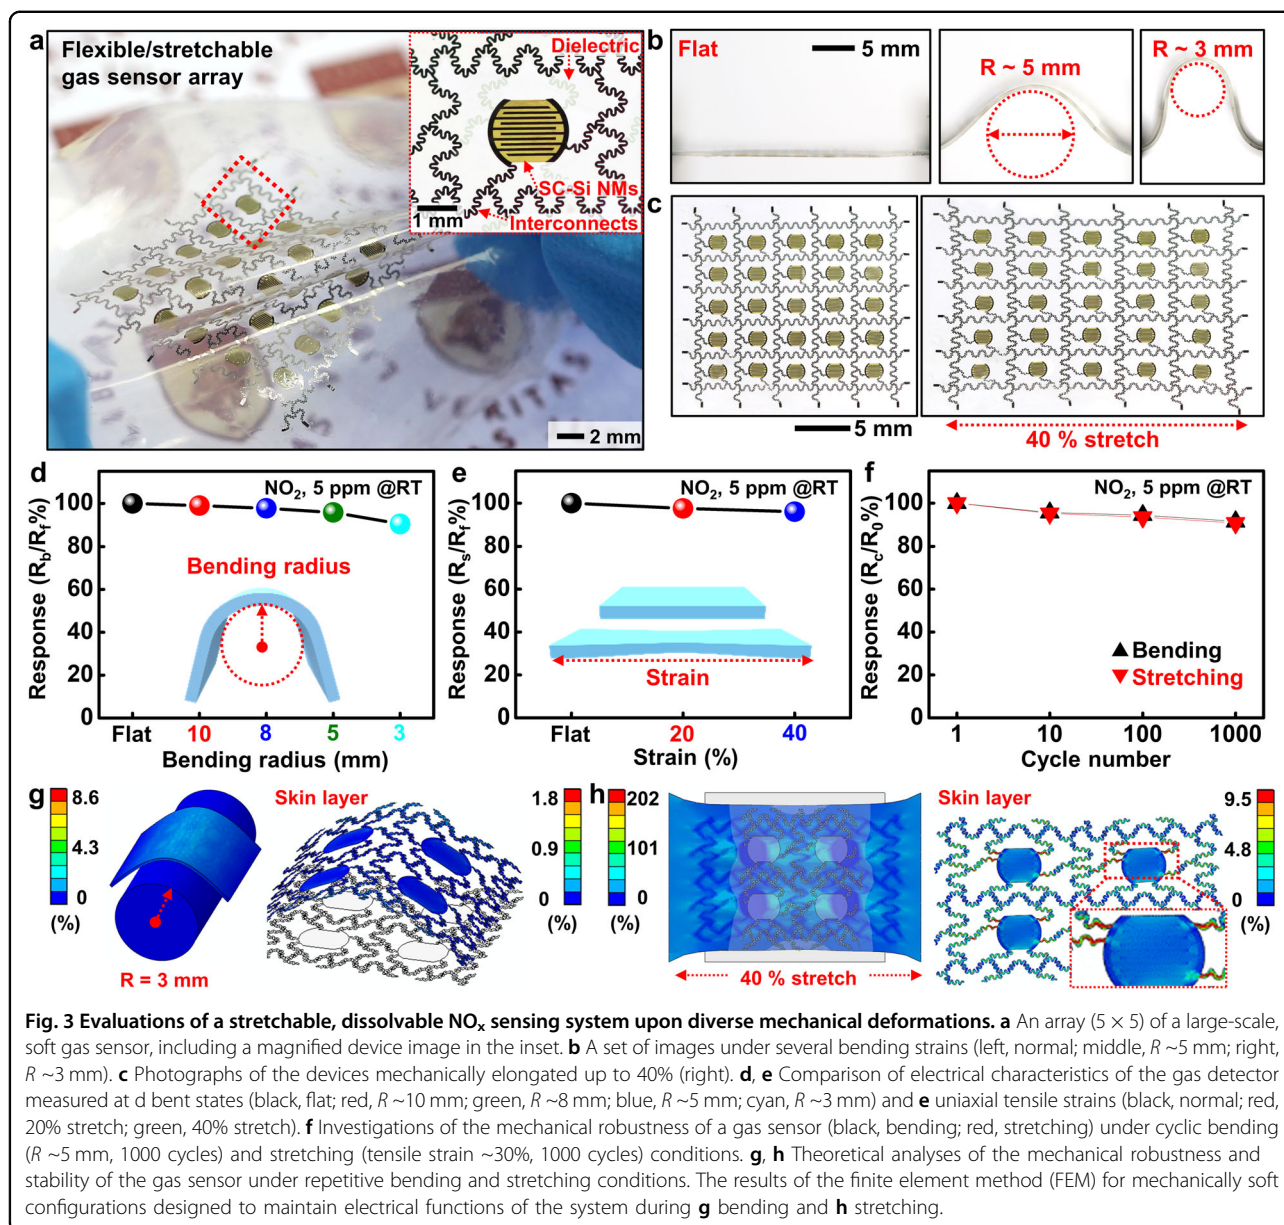 a
Flexible/stretchable
gas sensor array
Dielectric
SC-Si NMs
1 mm
Interconnects
VERITAS
2 mm
b
Flat
5 mm
R ~ 5 mm
R ~ 3 mm
c
5 mm
40 % stretch
d
NO₂, 5 ppm @RT
Response (R_b/R_f%)
100
80
60
40
20
0
Bending radius
Flat
10
8
5
3
Bending radius (mm)
e
NO₂, 5 ppm @RT
Response (R_s/R_f%)
100
80
60
40
20
0
Strain
Flat
20
40
Strain (%)
f
NO₂, 5 ppm @RT
Response (R_c/R_0%)
100
80
60
40
20
0
Bending
Stretching
1
10
100
1000
Cycle number
g
8.6
4.3
0
(%)
R = 3 mm
Skin layer
1.8
0.9
0
(%)
h
202
101
0
(%)
40 % stretch
Skin layer
9.5
4.8
0
(%)
Fig. 3 Evaluations of a stretchable, dissolvable NOₓ sensing system upon diverse mechanical deformations. a An array (5 × 5) of a large-scale,
soft gas sensor, including a magnified device image in the inset. b A set of images under several bending strains (left, normal; middle, R ~5 mm; right,
R ~3 mm). c Photographs of the devices mechanically elongated up to 40% (right). d, e Comparison of electrical characteristics of the gas detector
measured at d bent states (black, flat; red, R ~10 mm; green, R ~8 mm; blue, R ~5 mm; cyan, R ~3 mm) and e uniaxial tensile strains (black, normal; red,
20% stretch; green, 40% stretch). f Investigations of the mechanical robustness of a gas sensor (black, bending; red, stretching) under cyclic bending
(R ~5 mm, 1000 cycles) and stretching (tensile strain ~30%, 1000 cycles) conditions. g, h Theoretical analyses of the mechanical robustness and
stability of the gas sensor under repetitive bending and stretching conditions. The results of the finite element method (FEM) for mechanically soft
configurations designed to maintain electrical functions of the system during g bending and h stretching.